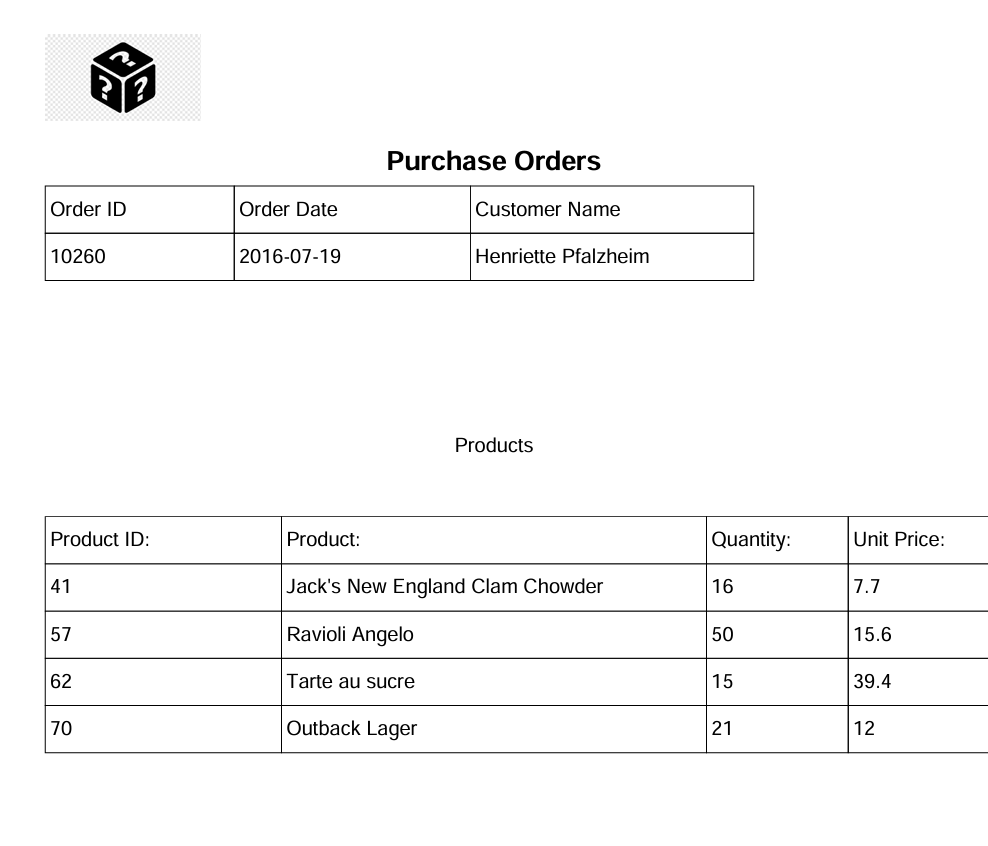 Purchase Orders
Order ID Order Date Customer Name
10260 2016-07-19 Henriette Pfalzheim
Products
Product ID: Product: Quantity: Unit Price:
41 Jack's New England Clam Chowder 16 7.7
57 Ravioli Angelo 50 15.6
62 Tarte au sucre 15 39.4
70 Outback Lager 21 12